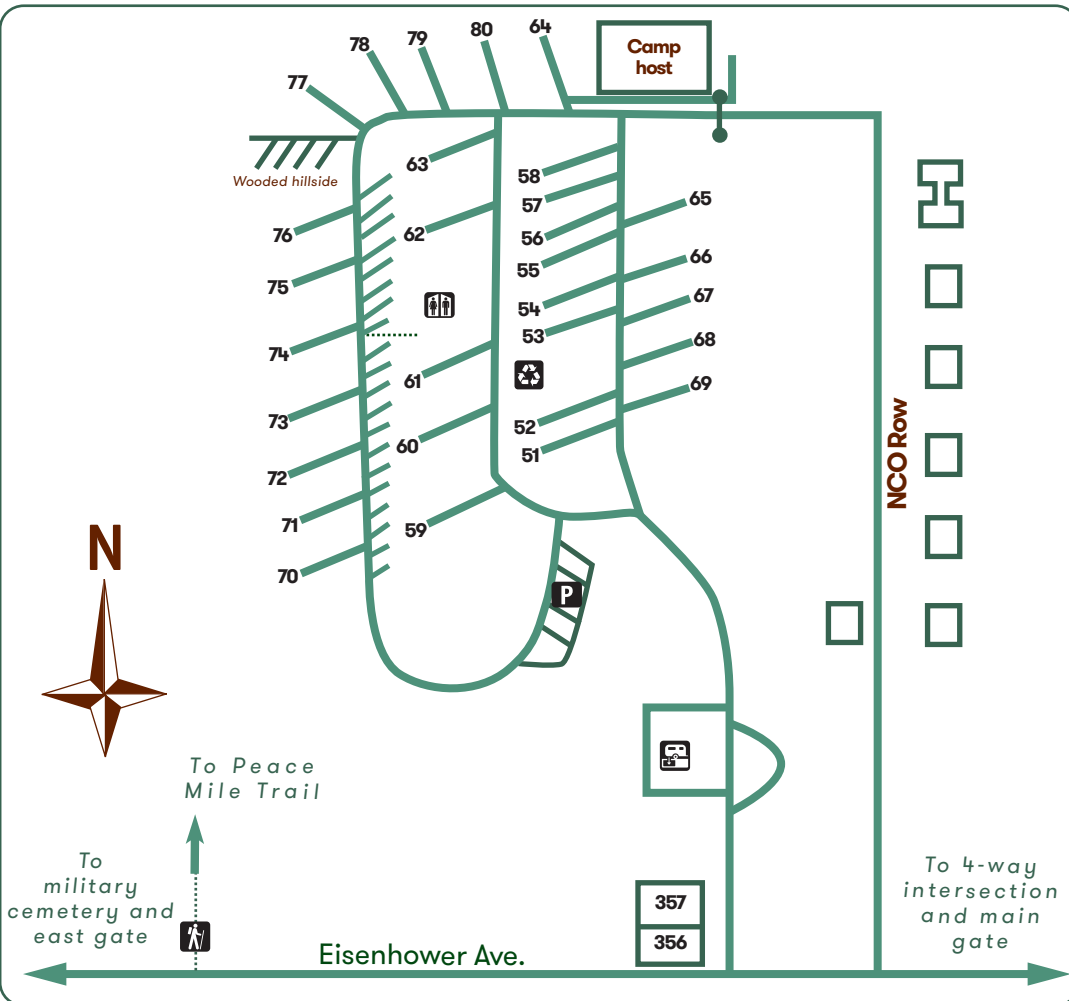 64
80
79
78
Camp
host
77
63
58
Wooded hillside
57
65
76
62
56
55
66
75
67
54
53
68
74
61
69
73
52
60
51
72
NCO Row
71
59
N
70
P
To Peace
Mile Trail
To
military
cemetery and
east gate
To 4-way
intersection
and main
gate
357
356
Eisenhower Ave.